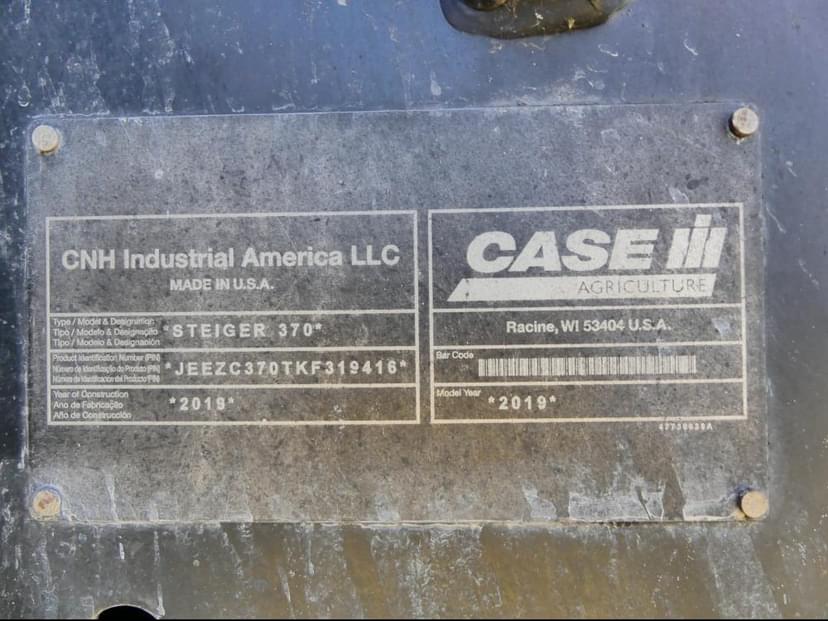 CNH Industrial America LLC
MADE IN U.S.A.
Type / Model & Designation
Tipo / Modelo & Designação
Tipo / Modelo & Designación
*STEIGER 370*
Product Identification Number (PIN)
Número de Identificação do Produto (PIN)
Número de Identificación del Producto (PIN)
*JEEZC370TKF319416*
Year of Construction
Ano de Fabricação
Año de Construcción
*2019*
CASE IH
AGRICULTURE
Racine, WI 53404 U.S.A.
Bar Code
Model Year
*2019*